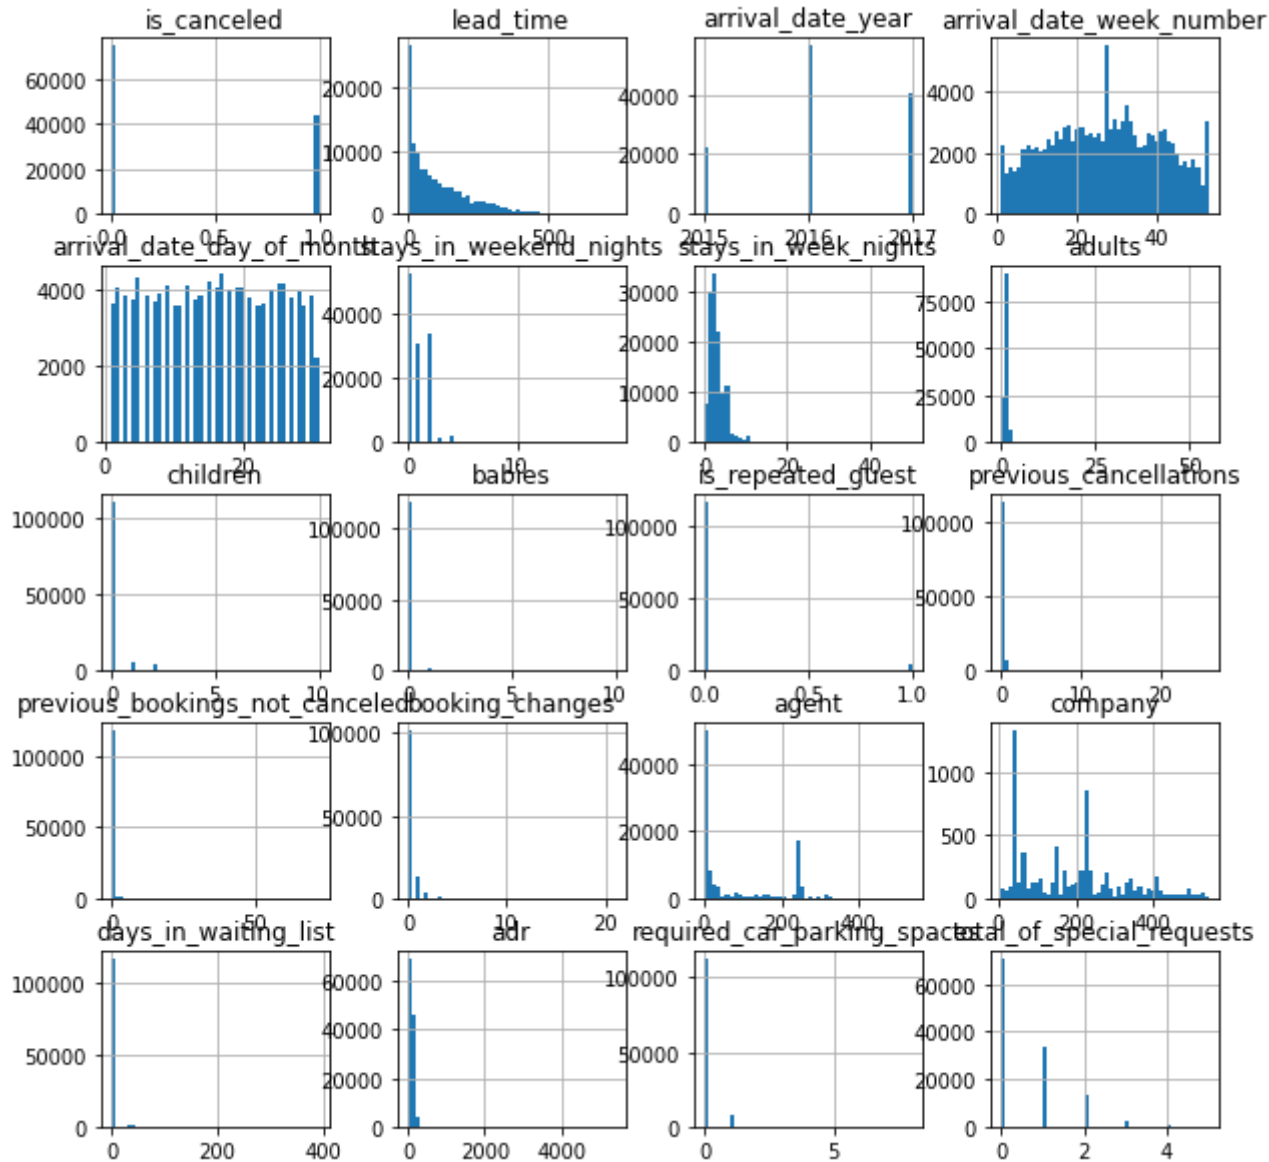 is_canceled lead_time arrival_date_year arrival_date_week_number
60000 40000 20000 0
20000 10000 0
40000 20000 0
4000 2000 0
0.0 0.5 1.0
0 500
2015 2016 2017
0 20 40
arrival_date_day_of_month stays_in_weekend_nights stays_in_week_nights adults
4000 2000 0
40000 20000 0
30000 20000 10000 0
75000 50000 25000 0
0 20
0 10
0 20 40
0 25 50
children babies is_repeated_guest previous_cancellations
100000 50000 0
100000 50000 0
100000 50000 0
100000 50000 0
0 5 10
0 5 10
0.0 0.5 1.0
0 10 20
previous_bookings_not_canceled booking_changes agent company
100000 50000 0
100000 50000 0
40000 20000 0
1000 500 0
0 50
0 10 20
0 200 400
0 200 400
days_in_waiting_list adr required_car_parking_spaces total_of_special_requests
100000 50000 0
60000 40000 20000 0
100000 50000 0
60000 40000 20000 0
0 200 400
0 2000 4000
0 5
0 2 4